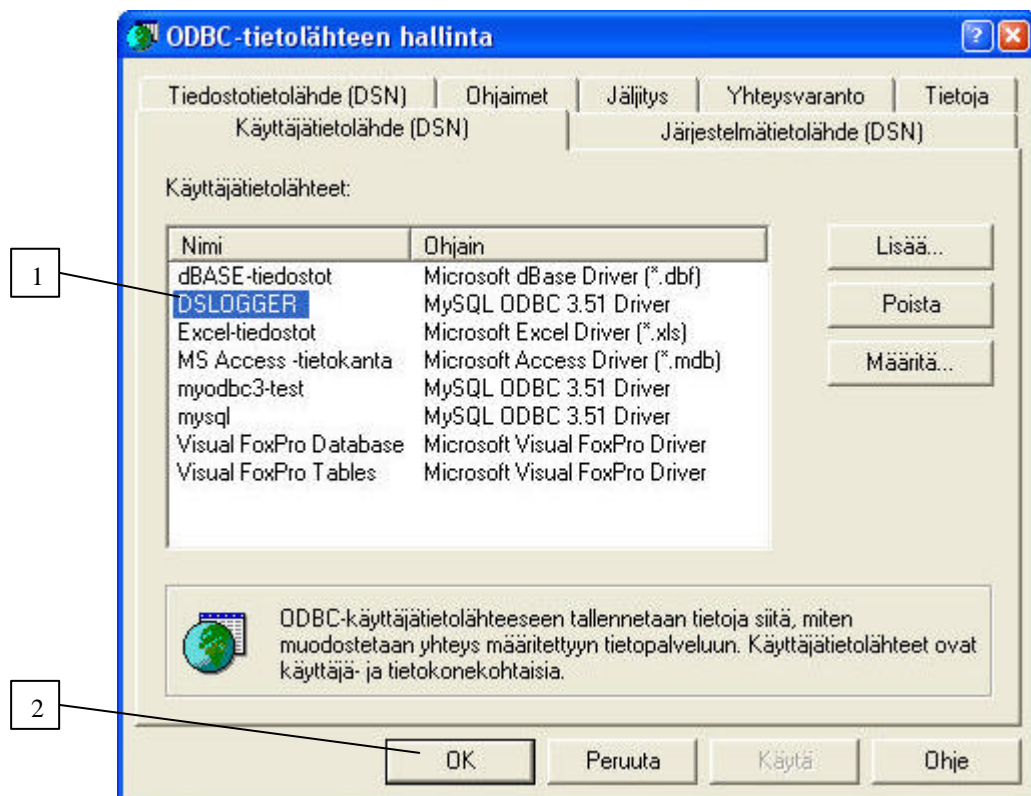 ODBC-tietolähteen hallinta
Tiedostotietolähde (DSN) Ohjaimet Jäljitys Yhteysvaranto Tietoja
Käyttäjätietolähde (DSN) Järjestelmätietolähde (DSN)
Käyttäjätietolähteet:
Nimi Ohjain
dBASE-tiedostot Microsoft dBase Driver (*.dbf)
DSLOGGER MySQL ODBC 3.51 Driver
Excel-tiedostot Microsoft Excel Driver (*.xls)
MS Access -tietokanta Microsoft Access Driver (*.mdb)
myodbc3-test MySQL ODBC 3.51 Driver
mysql MySQL ODBC 3.51 Driver
Visual FoxPro Database Microsoft Visual FoxPro Driver
Visual FoxPro Tables Microsoft Visual FoxPro Driver
Lisää...
Poista
Määritä...
1
ODBC-käyttäjätietolähteeseen tallennetaan tietoja siitä, miten
muodostetaan yhteys määritettyyn tietopalveluun. Käyttäjätietolähteet ovat
käyttäjä- ja tietokonekohtaisia.
2
OK Peruuta Käytä Ohje